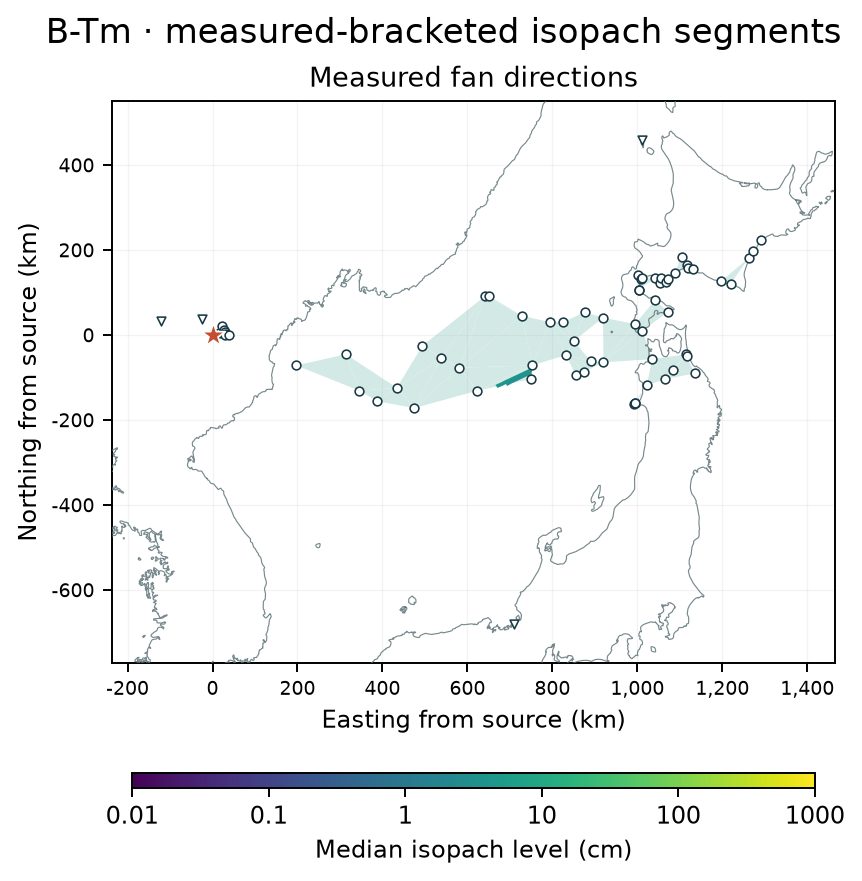 B-Tm · measured-bracketed isopach segments
Measured fan directions
400
200
0
-200
-400
-600
Northing from source (km)
-200 0 200 400 600 800 1,000 1,200 1,400
Easting from source (km)
0.01 0.1 1 10 100 1000
Median isopach level (cm)